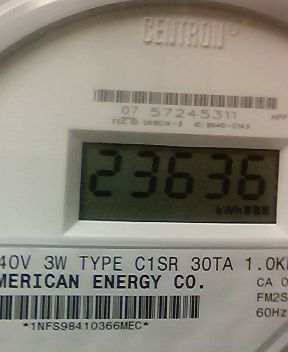 CENTRON®
07 57245311
23636
kWh
40V 3W TYPE C1SR 30TA 1.0K
MERICAN ENERGY CO.
CA 0
FM2S
60Hz
*1NFS98410366MEC*